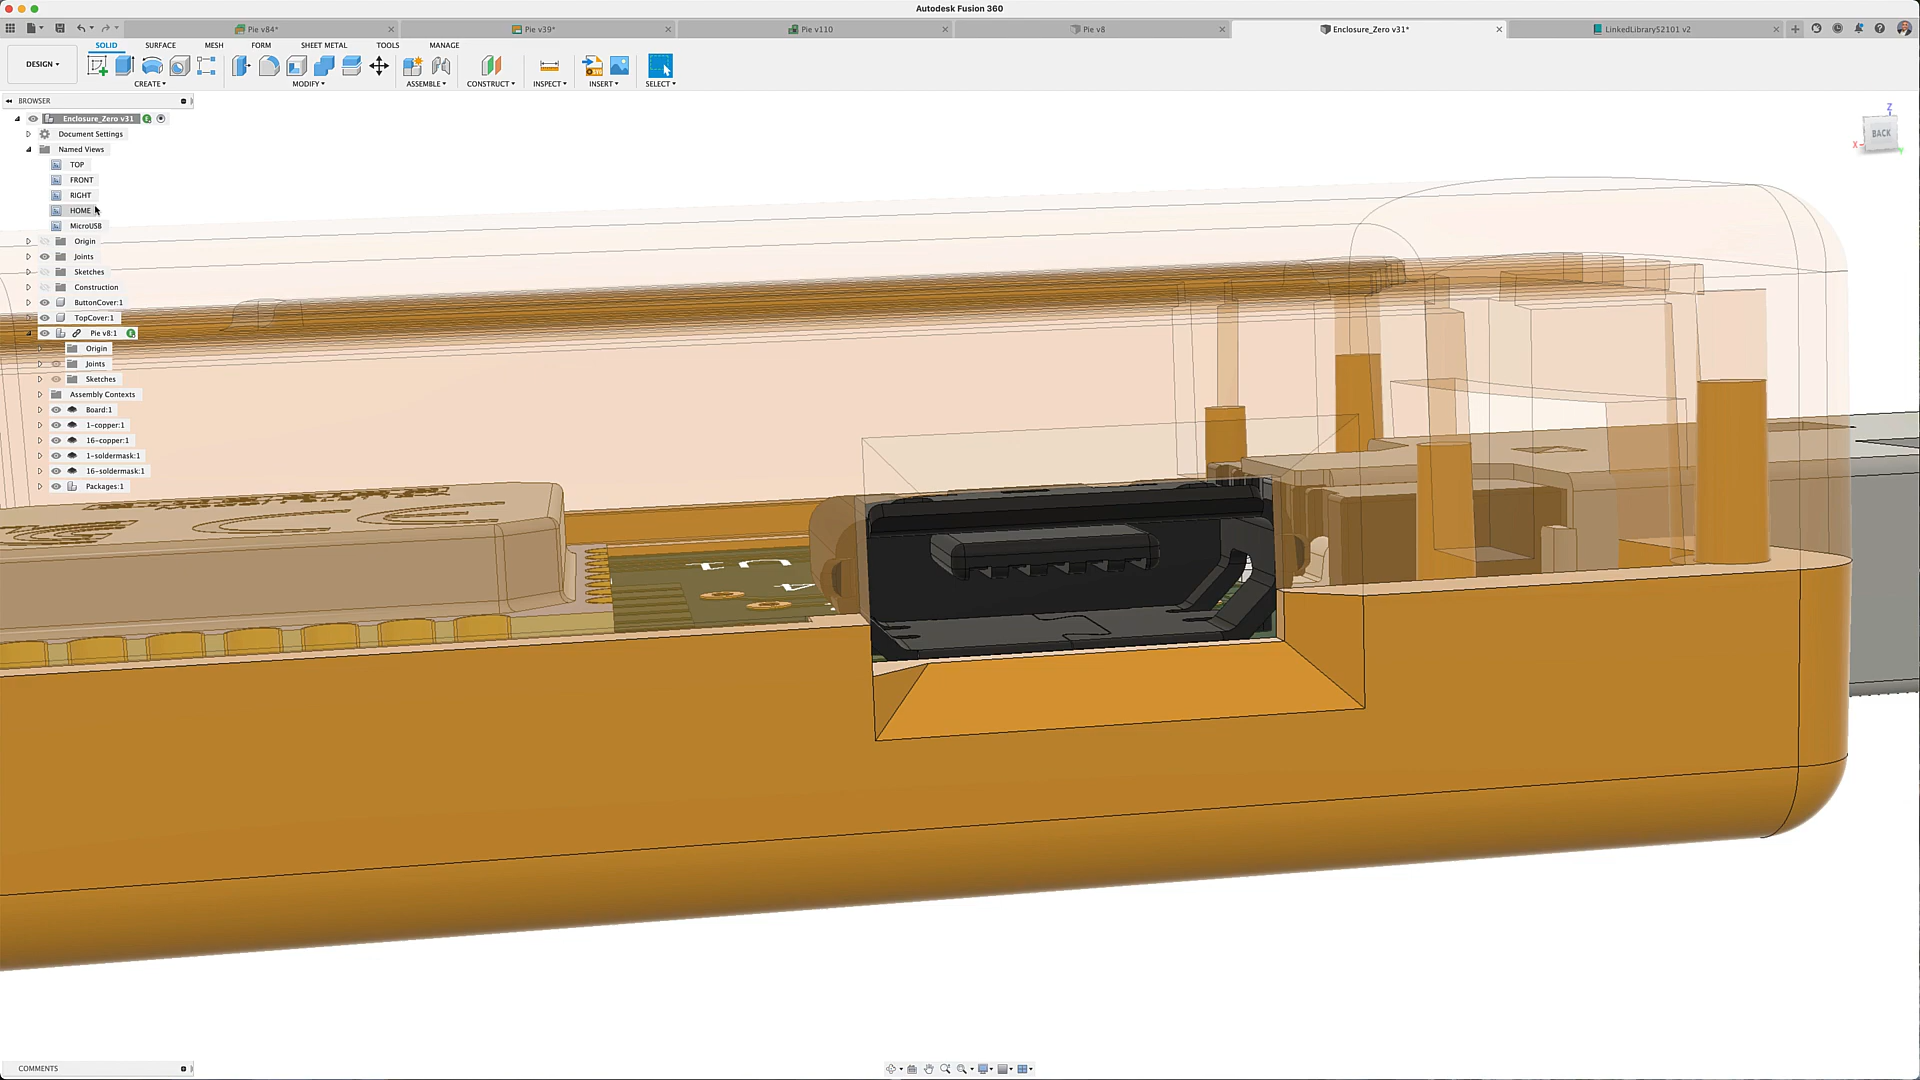 Autodesk Fusion 360
Pie v84*
Pie v39*
Pie v110
Pie v8
Enclosure_Zero v31*
LinkedLibrary52101 v2
DESIGN
SOLID
SURFACE
MESH
FORM
SHEET METAL
TOOLS
MANAGE
CREATE
MODIFY
ASSEMBLE
CONSTRUCT
INSPECT
INSERT
SELECT
BROWSER
Enclosure_Zero v31
Document Settings
Named Views
TOP
FRONT
RIGHT
HOME
MicroUSB
Origin
Joints
Sketches
Construction
ButtonCover:1
TopCover:1
Pie v8:1
Origin
Joints
Sketches
Assembly Contexts
Board:1
1-copper:1
16-copper:1
1-soldermask:1
16-soldermask:1
Packages:1
Z
BACK
X
COMMENTS